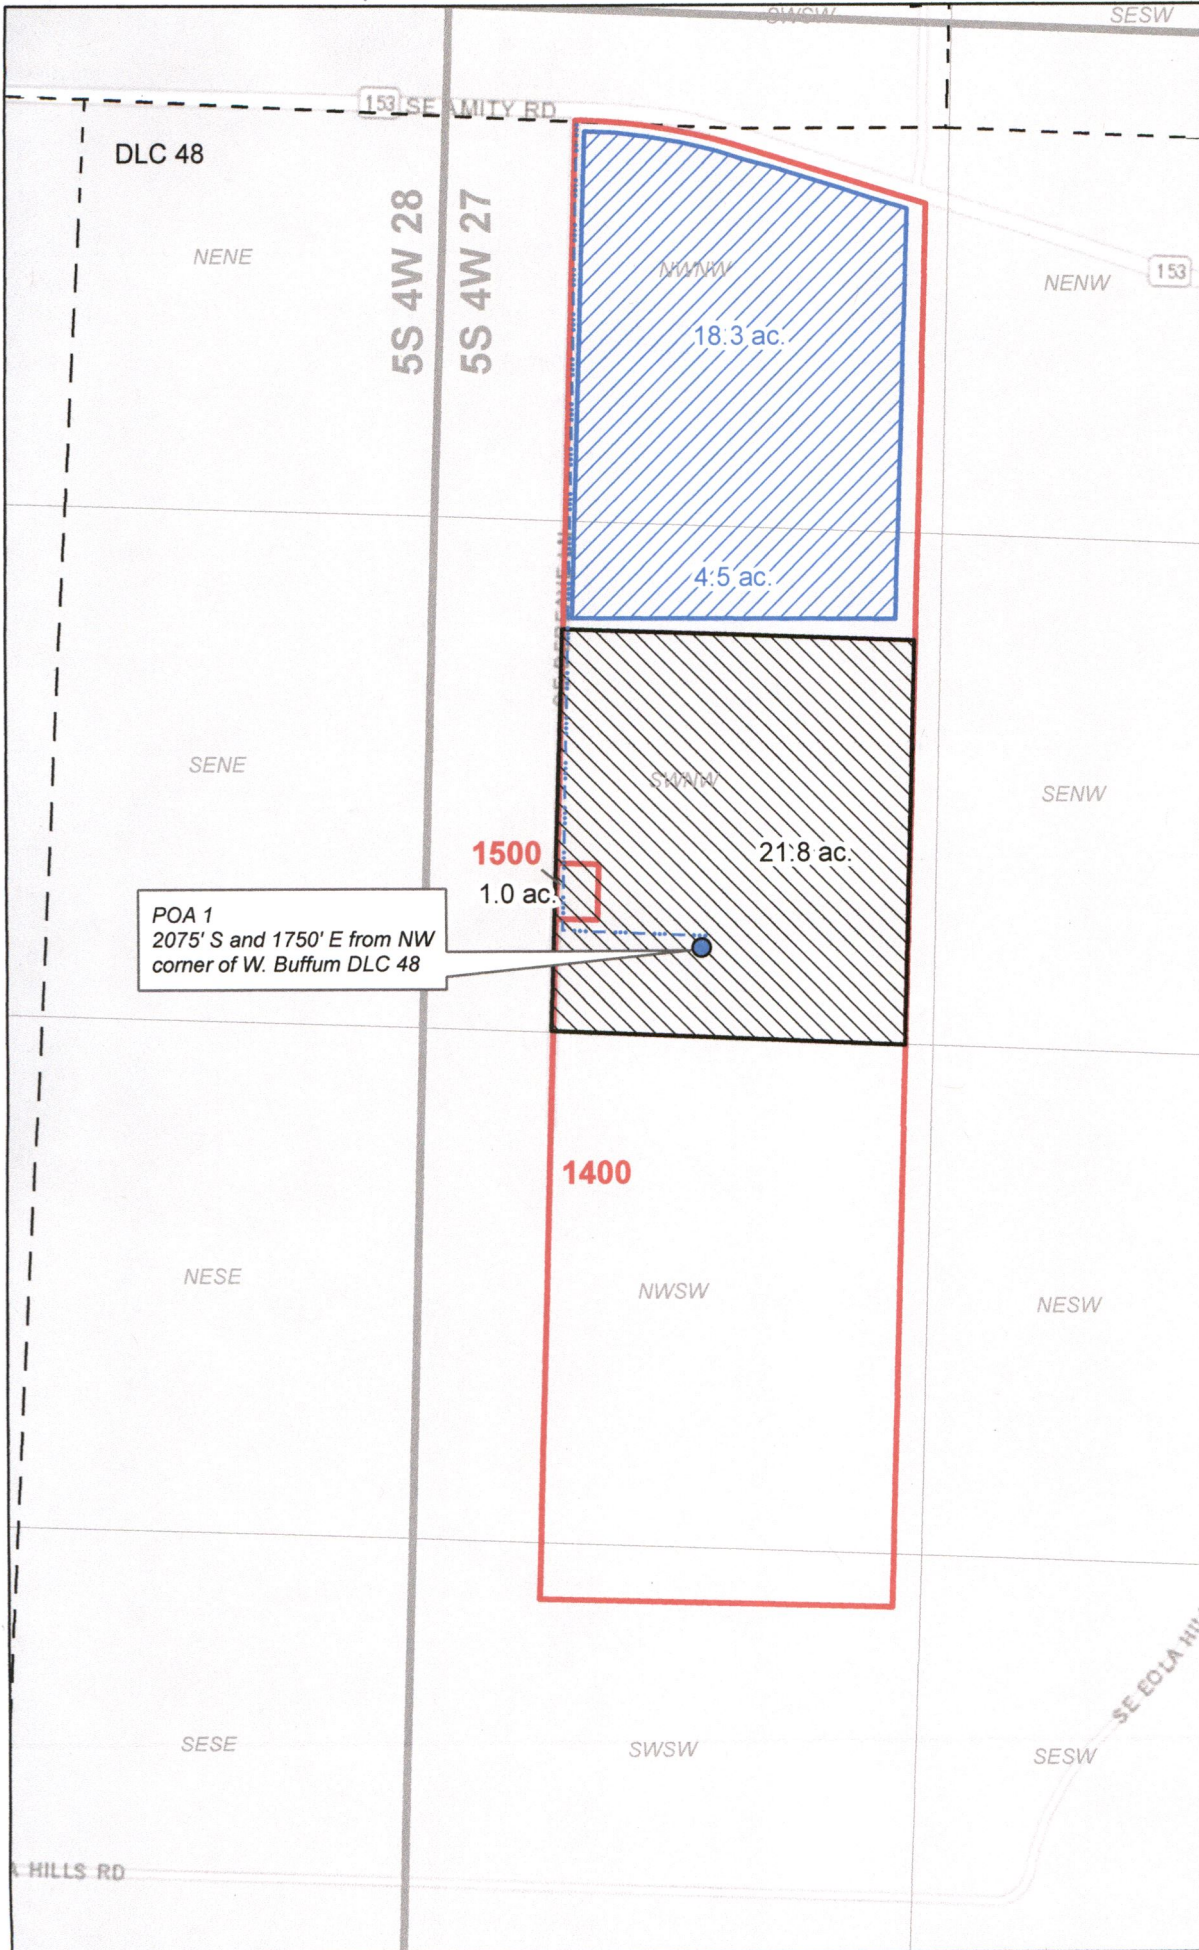 SWSW
SESW
153 SE AMITY RD
DLC 48
5S 4W 28
5S 4W 27
NENE
NWNW
NENW
153
18.3 ac.
4.5 ac.
SENE
SWNW
SENW
1500
21.8 ac.
1.0 ac.
POA 1
2075' S and 1750' E from NW
corner of W. Buffum DLC 48
1400
NESE
NWSW
NESW
SE EOLA
SESE
SWSW
SESW
HILLS RD